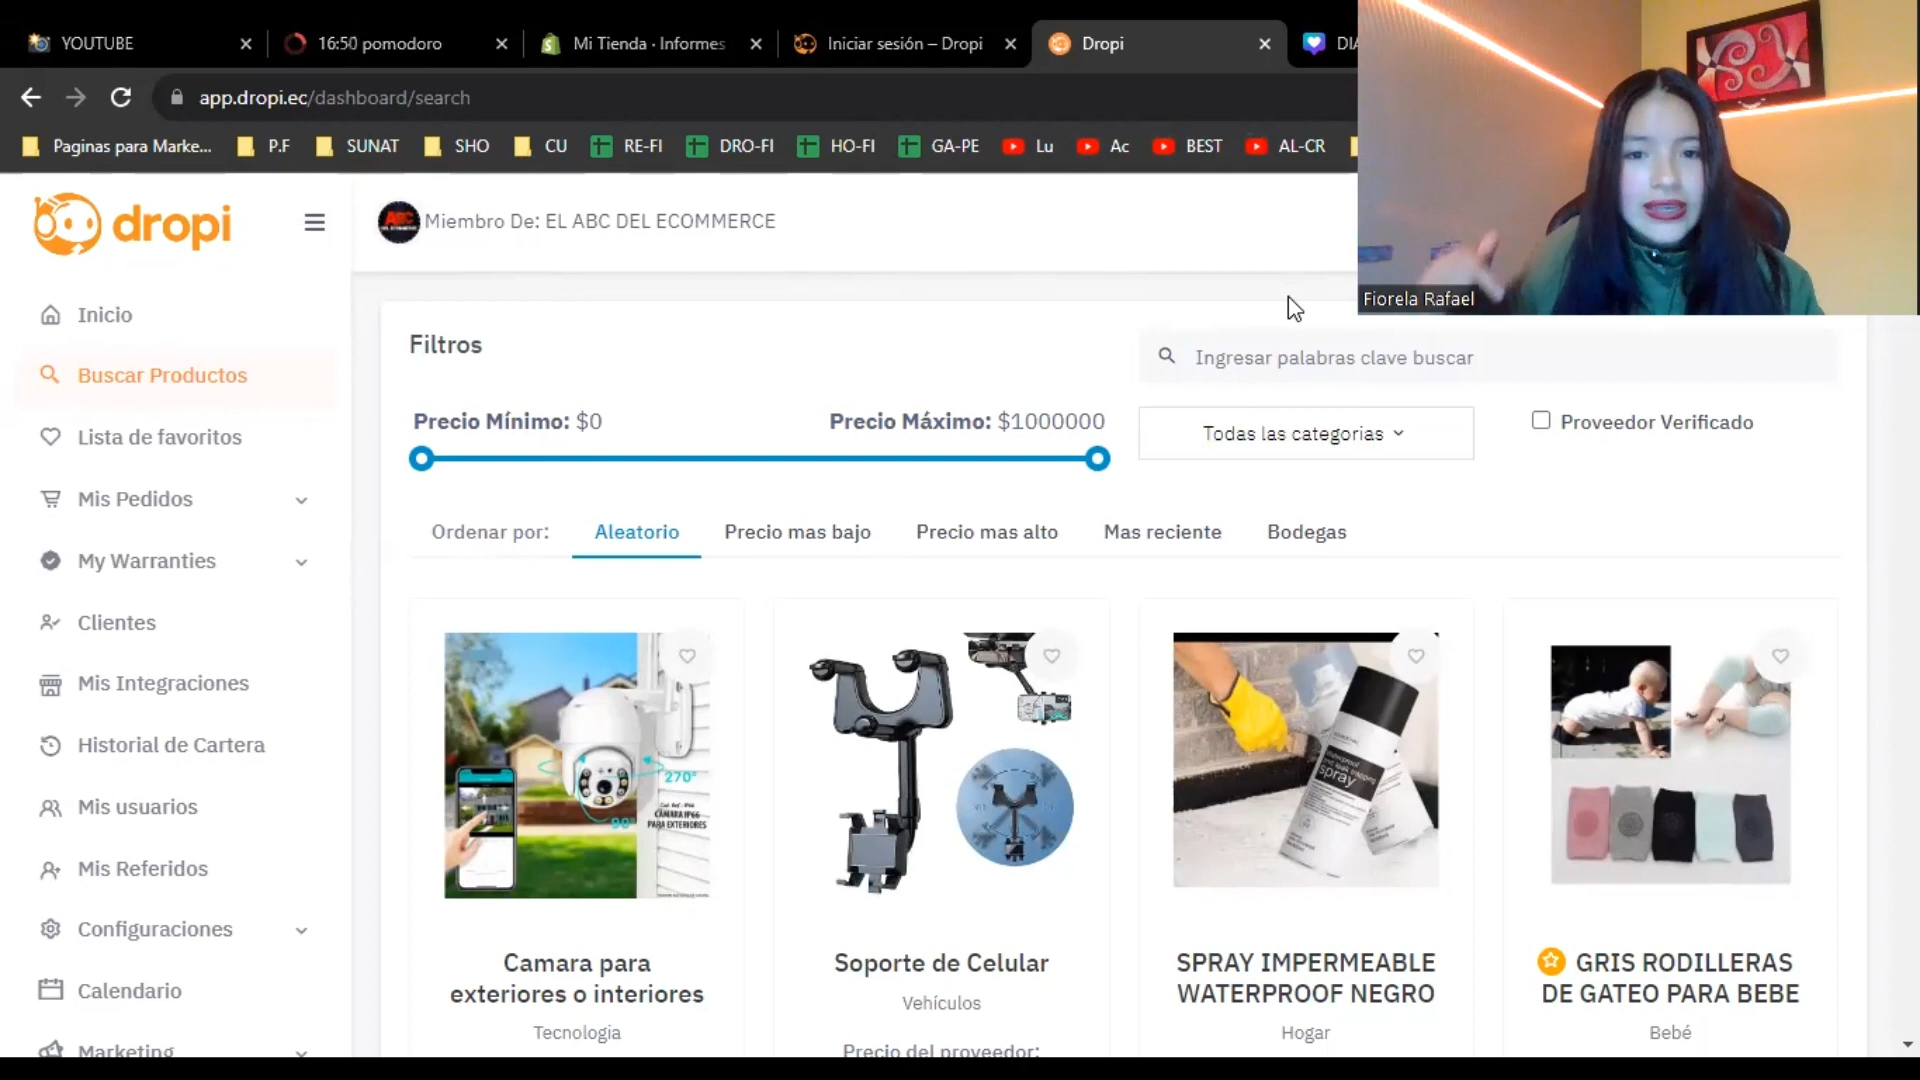 YOUTUBE
16:50 pomodoro
Mi Tienda · Informes
Iniciar sesión – Dropi
Dropi
app.dropi.ec/dashboard/search
Paginas para Marke...
P.F
SUNAT
SHO
CU
RE-FI
DRO-FI
HO-FI
GA-PE
Lu
Ac
BEST
AL-CR
Fiorela Rafael
dropi
Miembro De: EL ABC DEL ECOMMERCE
Inicio
Buscar Productos
Lista de favoritos
Mis Pedidos
My Warranties
Clientes
Mis Integraciones
Historial de Cartera
Mis usuarios
Mis Referidos
Configuraciones
Calendario
Marketing
Filtros
Ingresar palabras clave buscar
Precio Mínimo: $0
Precio Máximo: $1000000
Todas las categorias
Proveedor Verificado
Ordenar por:
Aleatorio
Precio mas bajo
Precio mas alto
Mas reciente
Bodegas
270°
90°
CÁMARA IP66
PARA EXTERIORES
spray
Camara para
exteriores o interiores
Tecnologia
Soporte de Celular
Vehículos
Precio del proveedor:
SPRAY IMPERMEABLE
WATERPROOF NEGRO
Hogar
GRIS RODILLERAS
DE GATEO PARA BEBE
Bebé